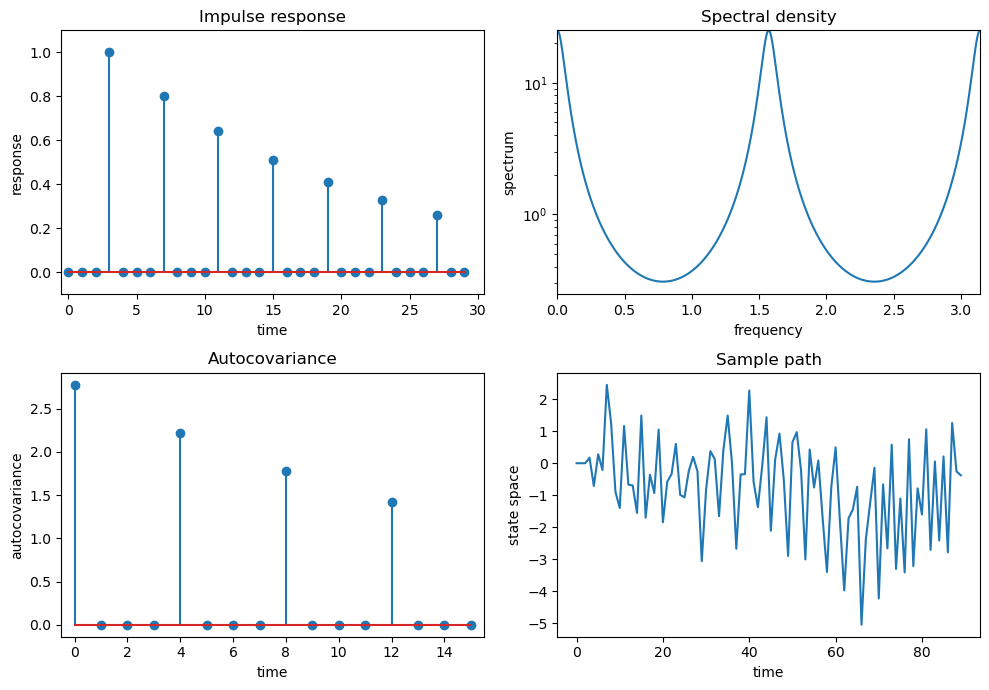 Impulse response
1.0
0.8
0.6
0.4
0.2
0.0
response
0 5 10 15 20 25 30
time
Spectral density
10¹
10⁰
spectrum
0.0 0.5 1.0 1.5 2.0 2.5 3.0
frequency
Autocovariance
2.5
2.0
1.5
1.0
0.5
0.0
autocovariance
0 2 4 6 8 10 12 14
time
Sample path
2
1
0
−1
−2
−3
−4
−5
state space
0 20 40 60 80
time